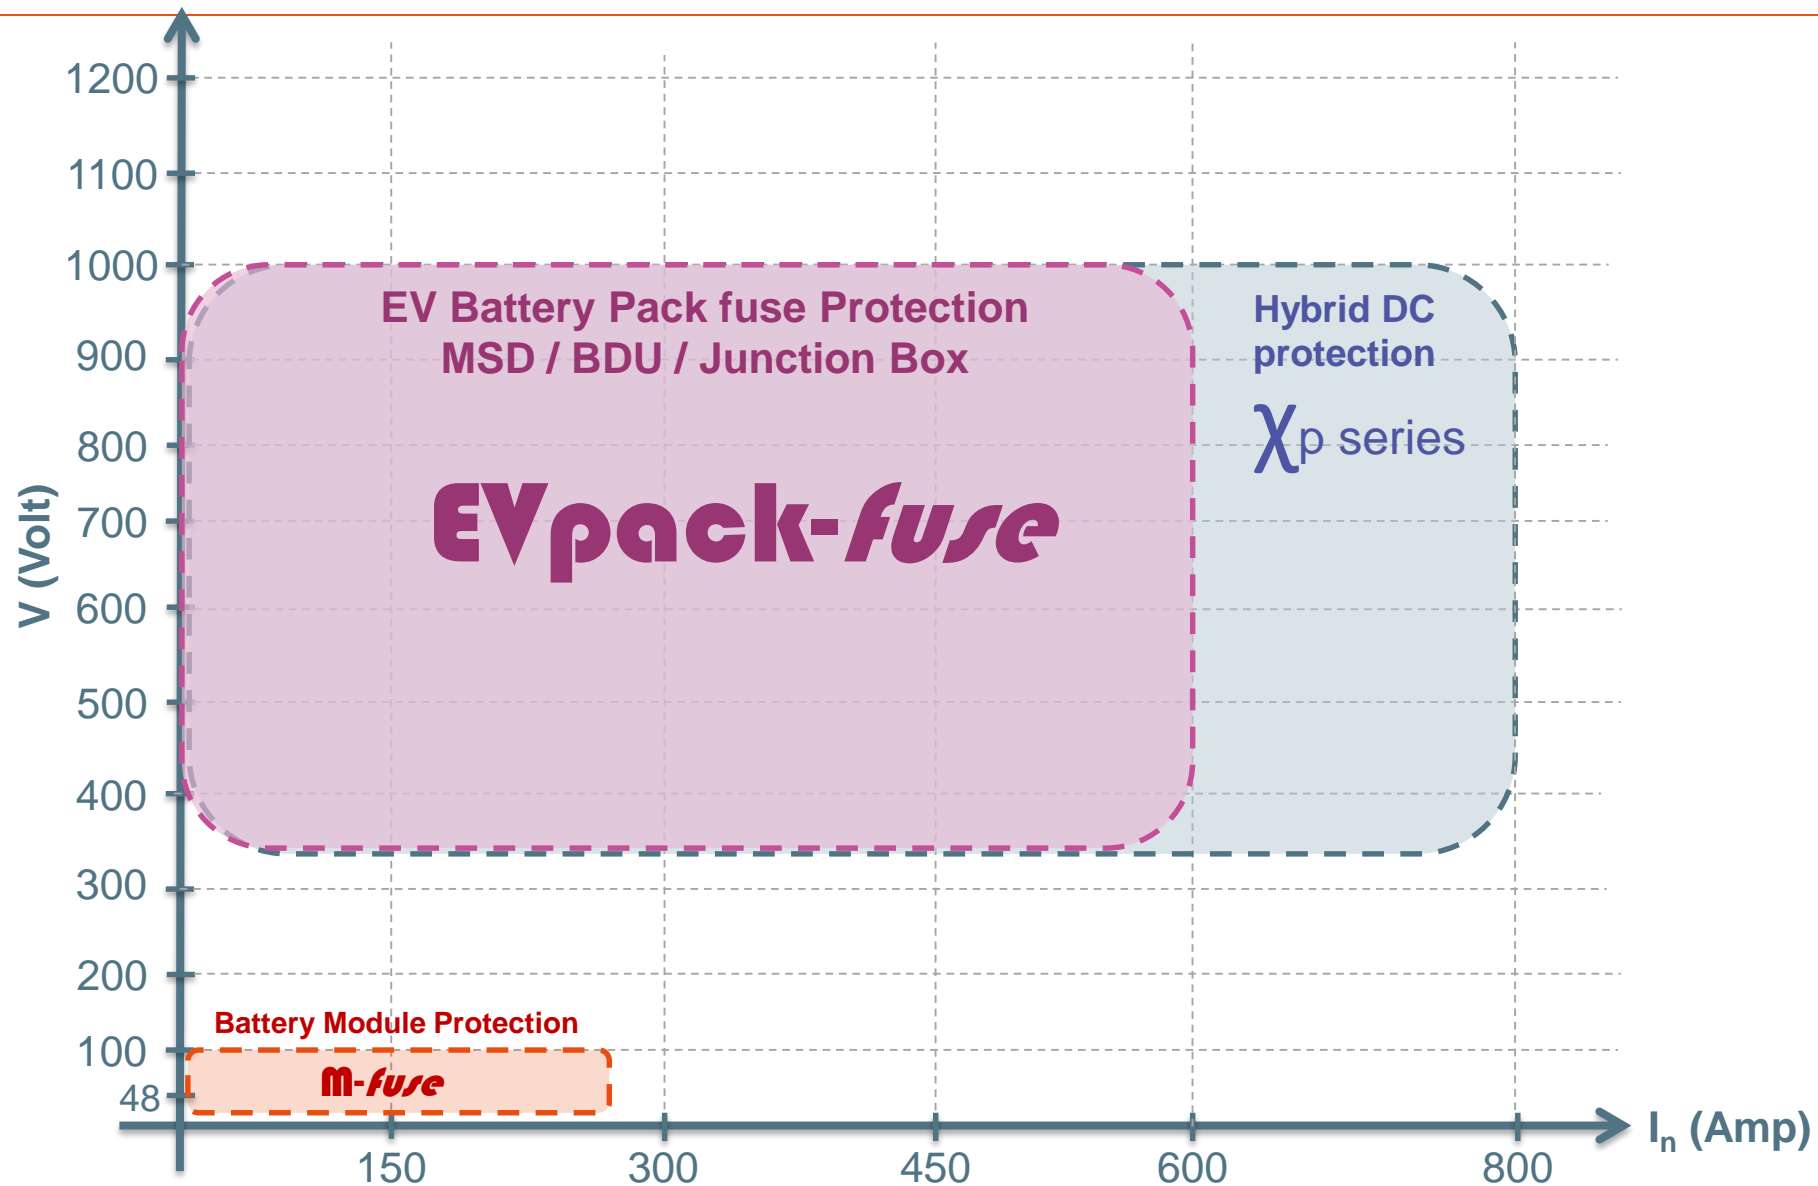 1200
1100
1000
900
800
700
600
500
400
300
200
100
48
V (Volt)
EV Battery Pack fuse Protection
MSD / BDU / Junction Box
EVpack-fuse
Hybrid DC
protection
χp series
Battery Module Protection
M-fuse
150
300
450
600
800
In (Amp)